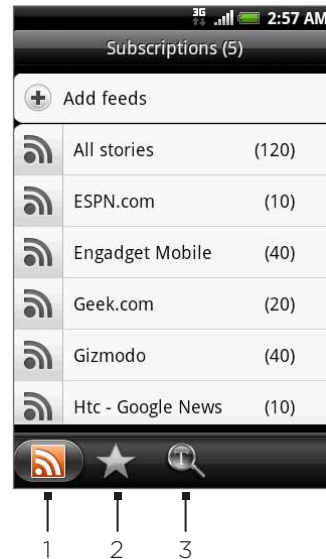 3G 2:57 AM
Subscriptions (5)
Add feeds
All stories (120)
ESPN.com (10)
Engadget Mobile (40)
Geek.com (20)
Gizmodo (40)
Htc - Google News (10)
T
1 2 3